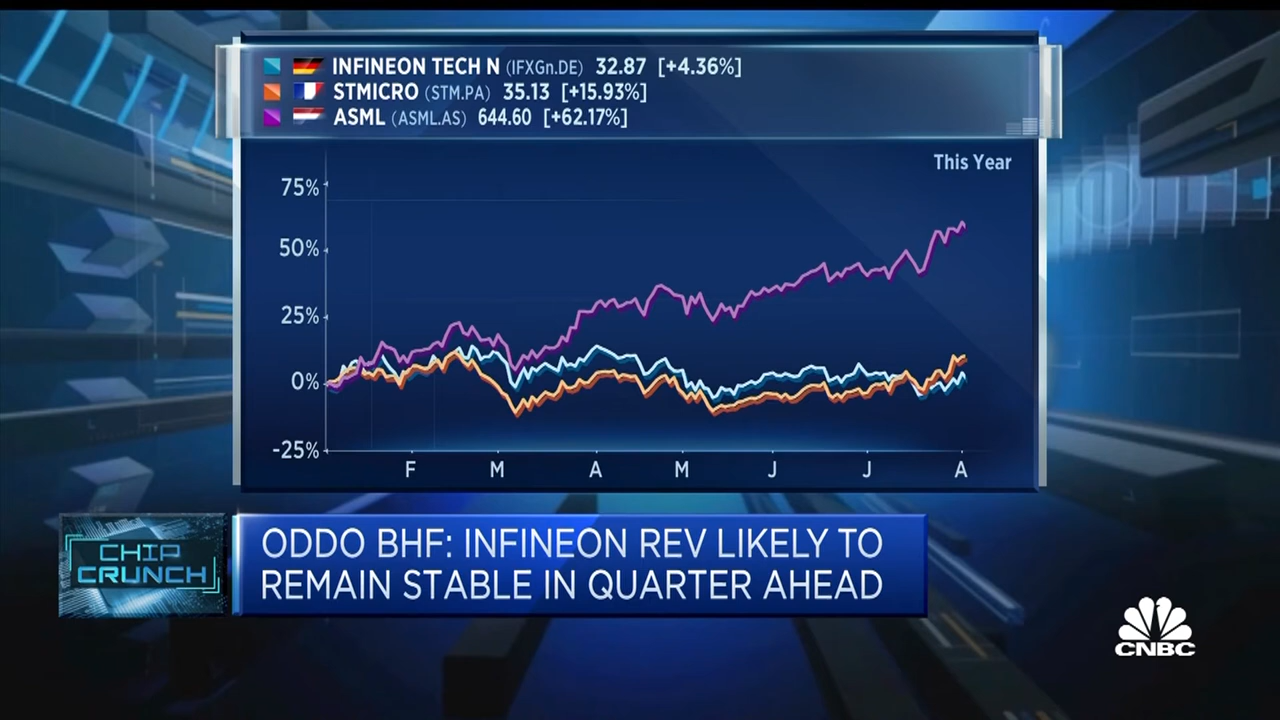 INFINEON TECH N (IFXGn.DE) 32.87 [+4.36%]
STMICRO (STM.PA) 35.13 [+15.93%]
ASML (ASML.AS) 644.60 [+62.17%]
This Year
75%
50%
25%
0%
-25%
F M A M J J A
CHIP
CRUNCH
ODDO BHF: INFINEON REV LIKELY TO
REMAIN STABLE IN QUARTER AHEAD
CNBC